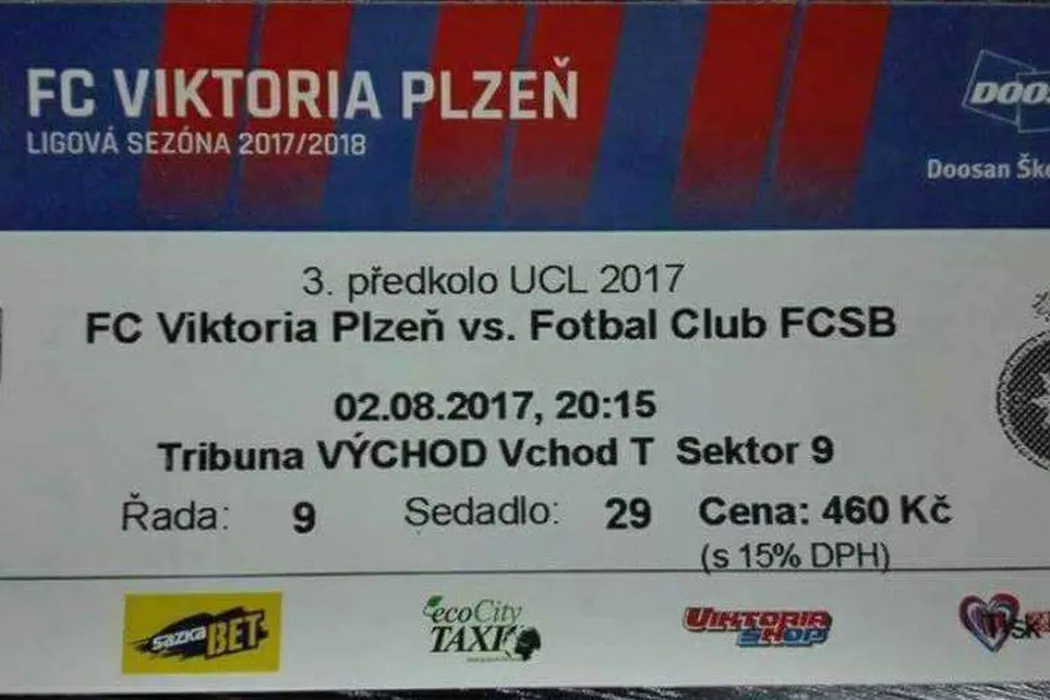 FC VIKTORIA PLZEŇ
LIGOVÁ SEZÓNA 2017/2018
Doosan
3. předkolo UCL 2017
FC Viktoria Plzeň vs. Fotbal Club FCSB
02.08.2017, 20:15
Tribuna VÝCHOD Vchod T Sektor 9
Řada: 9 Sedadlo: 29 Cena: 460 Kč
(s 15% DPH)
sazka BET
ecoCity
TAXI
VIKTORIA
SHOP